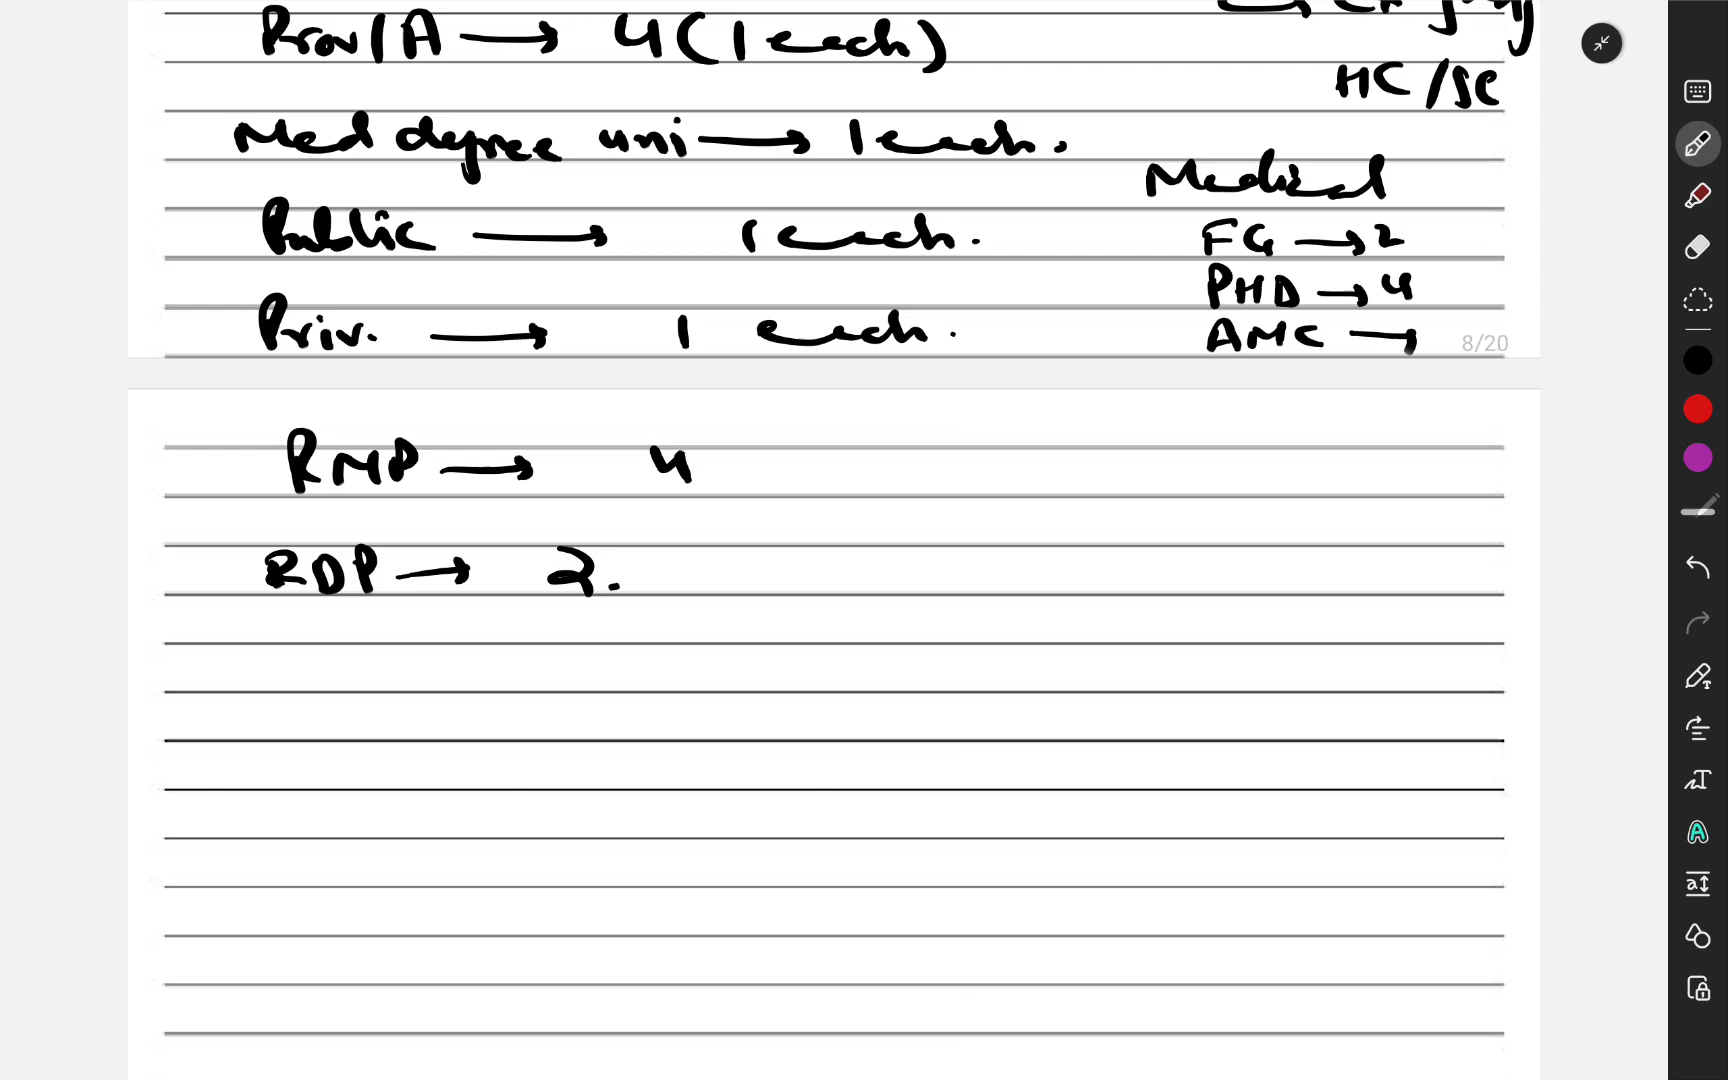 Prov/A → 4 (1 each)
HC/SC
Med degree uni → 1 each.
Medical
Public → 1 each.
FG → 2
PHD → 4
Priv. → 1 each.
AMC →
8/20
RMP → 4
RDP → 2.